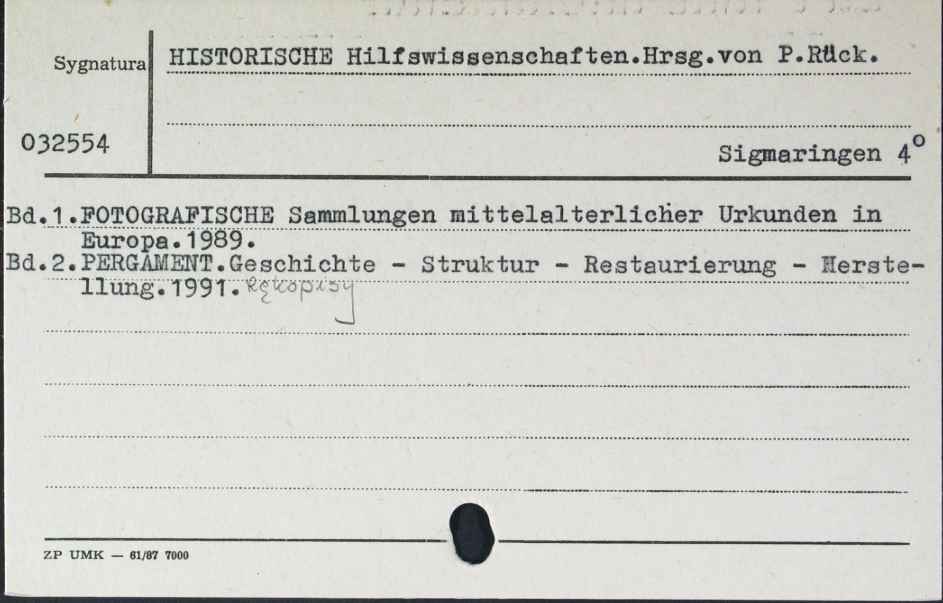 Sygnatura
HISTORISCHE Hilfswissenschaften.Hrsg.von P.Rück.
032554
Sigmaringen 4°
Bd.1.FOTOGRAFISCHE Sammlungen mittelalterlicher Urkunden in
Europa.1989.
Bd.2.PERGAMENT.Geschichte - Struktur - Restaurierung - Herste-
llung.1991. Rękopisy
ZP UMK — 61/87 7000